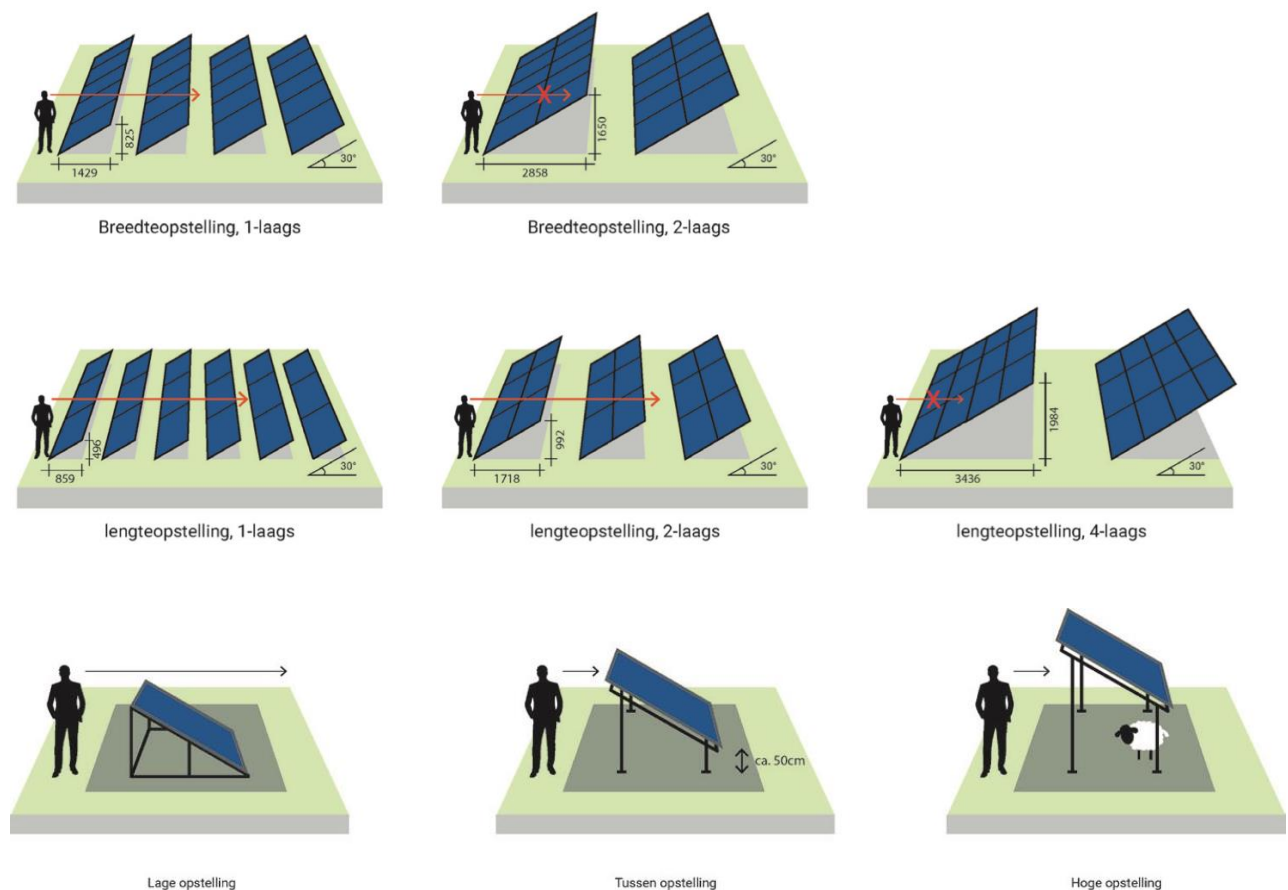 825
1429
30°
Breedteopstelling, 1-laags
1650
2858
30°
Breedteopstelling, 2-laags
496
859
30°
lengteopstelling, 1-laags
992
1718
30°
lengteopstelling, 2-laags
1984
3436
30°
lengteopstelling, 4-laags
ca. 50cm
Lage opstelling
Tussen opstelling
Hoge opstelling